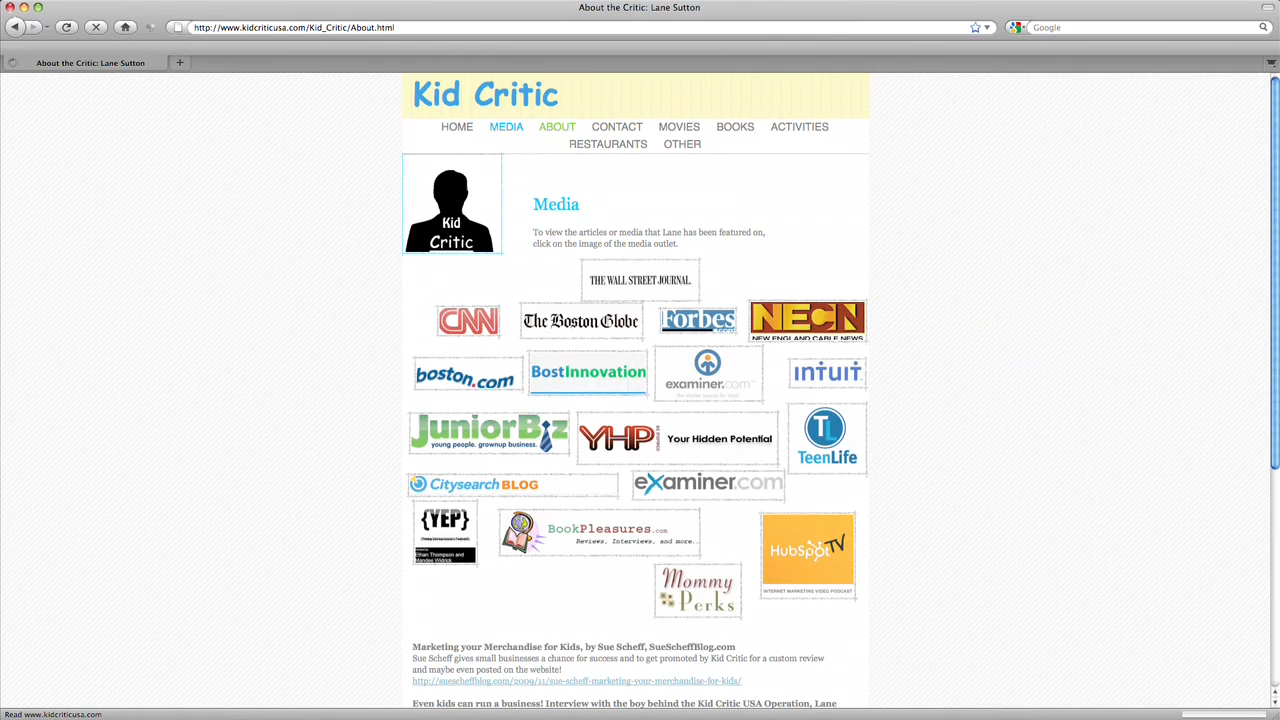 About the Critic: Lane Sutton
http://www.kidcriticusa.com/Kid_Critic/About.html
Google
About the Critic: Lane Sutton
Kid Critic
HOME MEDIA ABOUT CONTACT MOVIES BOOKS ACTIVITIES
RESTAURANTS OTHER
Kid
Critic
Media
To view the articles or media that Lane has been featured on,
click on the image of the media outlet.
THE WALL STREET JOURNAL.
CNN The Boston Globe Forbes NECN
NEW ENGLAND CABLE NEWS
boston.com BostInnovation examiner.com intuit.
JuniorBiz
young people. grownup business.
YHP Your Hidden Potential
TL
TeenLife
Citysearch BLOG examiner.com
{YEP}
Ethan Thompson and
BookPleasures.com
Reviews, Interviews, and more..
HubSpot TV
INTERNET MARKETING VIDEO PODCAST
Mommy
Perks
Marketing your Merchandise for Kids, by Sue Scheff, SueScheffBlog.com
Sue Scheff gives small businesses a chance for success and to get promoted by Kid Critic for a custom review
and maybe even posted on the website!
http://suescheffblog.com/2009/11/sue-scheff-marketing-your-merchandise-for-kids/
Even kids can run a business! Interview with the boy behind the Kid Critic USA Operation, Lane
Read www.kidcriticusa.com